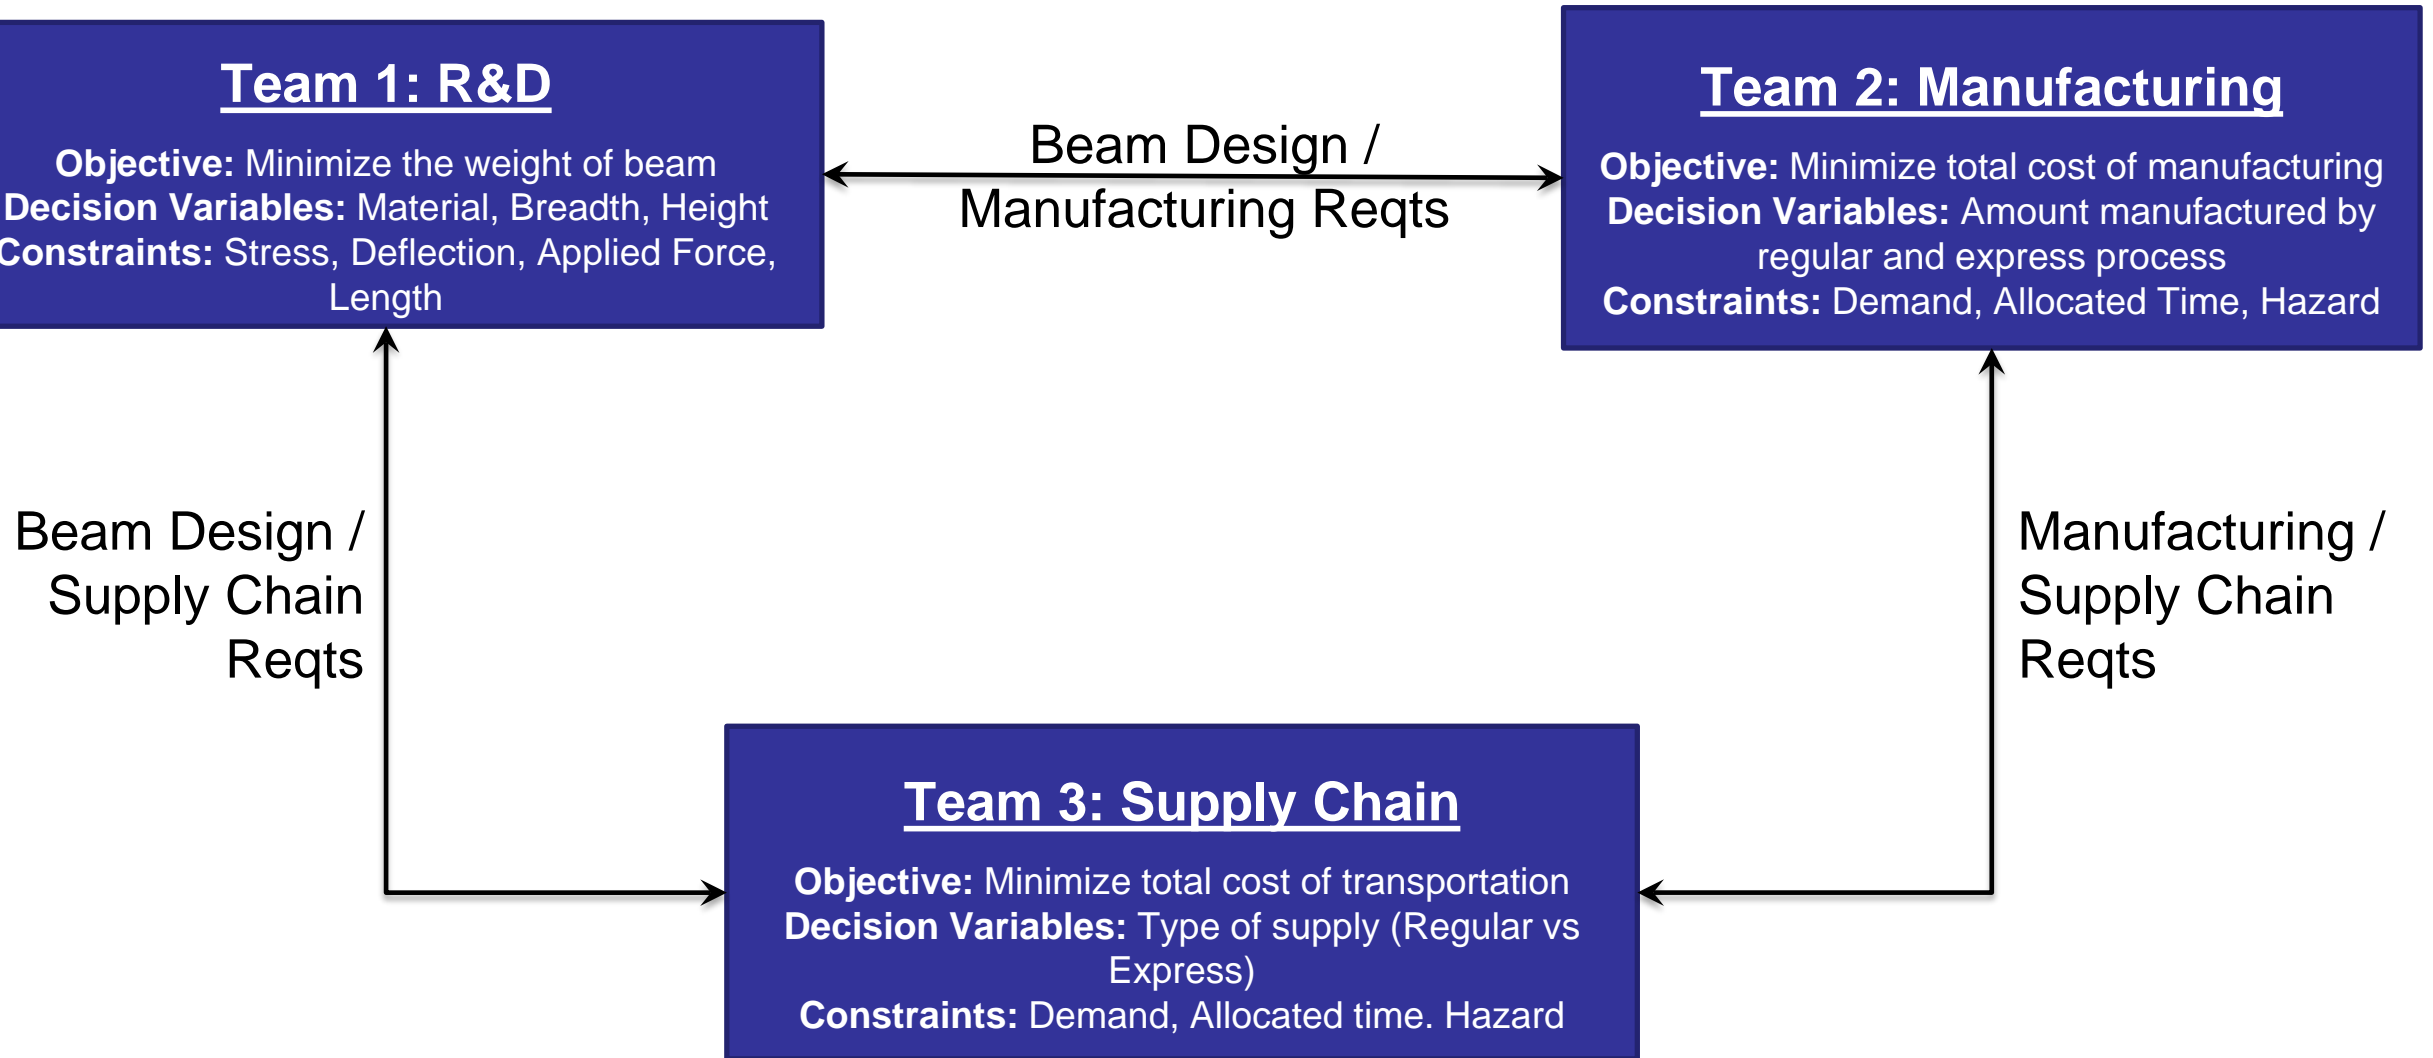 Team 1: R&D
Objective: Minimize the weight of beam
Decision Variables: Material, Breadth, Height
Constraints: Stress, Deflection, Applied Force,
Length
Beam Design /
Manufacturing Reqts
Team 2: Manufacturing
Objective: Minimize total cost of manufacturing
Decision Variables: Amount manufactured by
regular and express process
Constraints: Demand, Allocated Time, Hazard
Beam Design /
Supply Chain
Reqts
Manufacturing /
Supply Chain
Reqts
Team 3: Supply Chain
Objective: Minimize total cost of transportation
Decision Variables: Type of supply (Regular vs
Express)
Constraints: Demand, Allocated time. Hazard